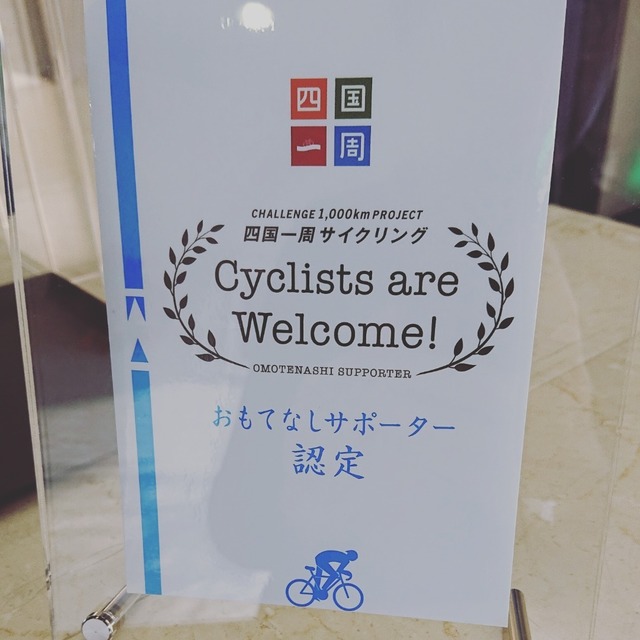 四国
一周
CHALLENGE 1,000km PROJECT
四国一周サイクリング
Cyclists are
Welcome!
OMOTENASHI SUPPORTER
おもてなしサポーター
認定